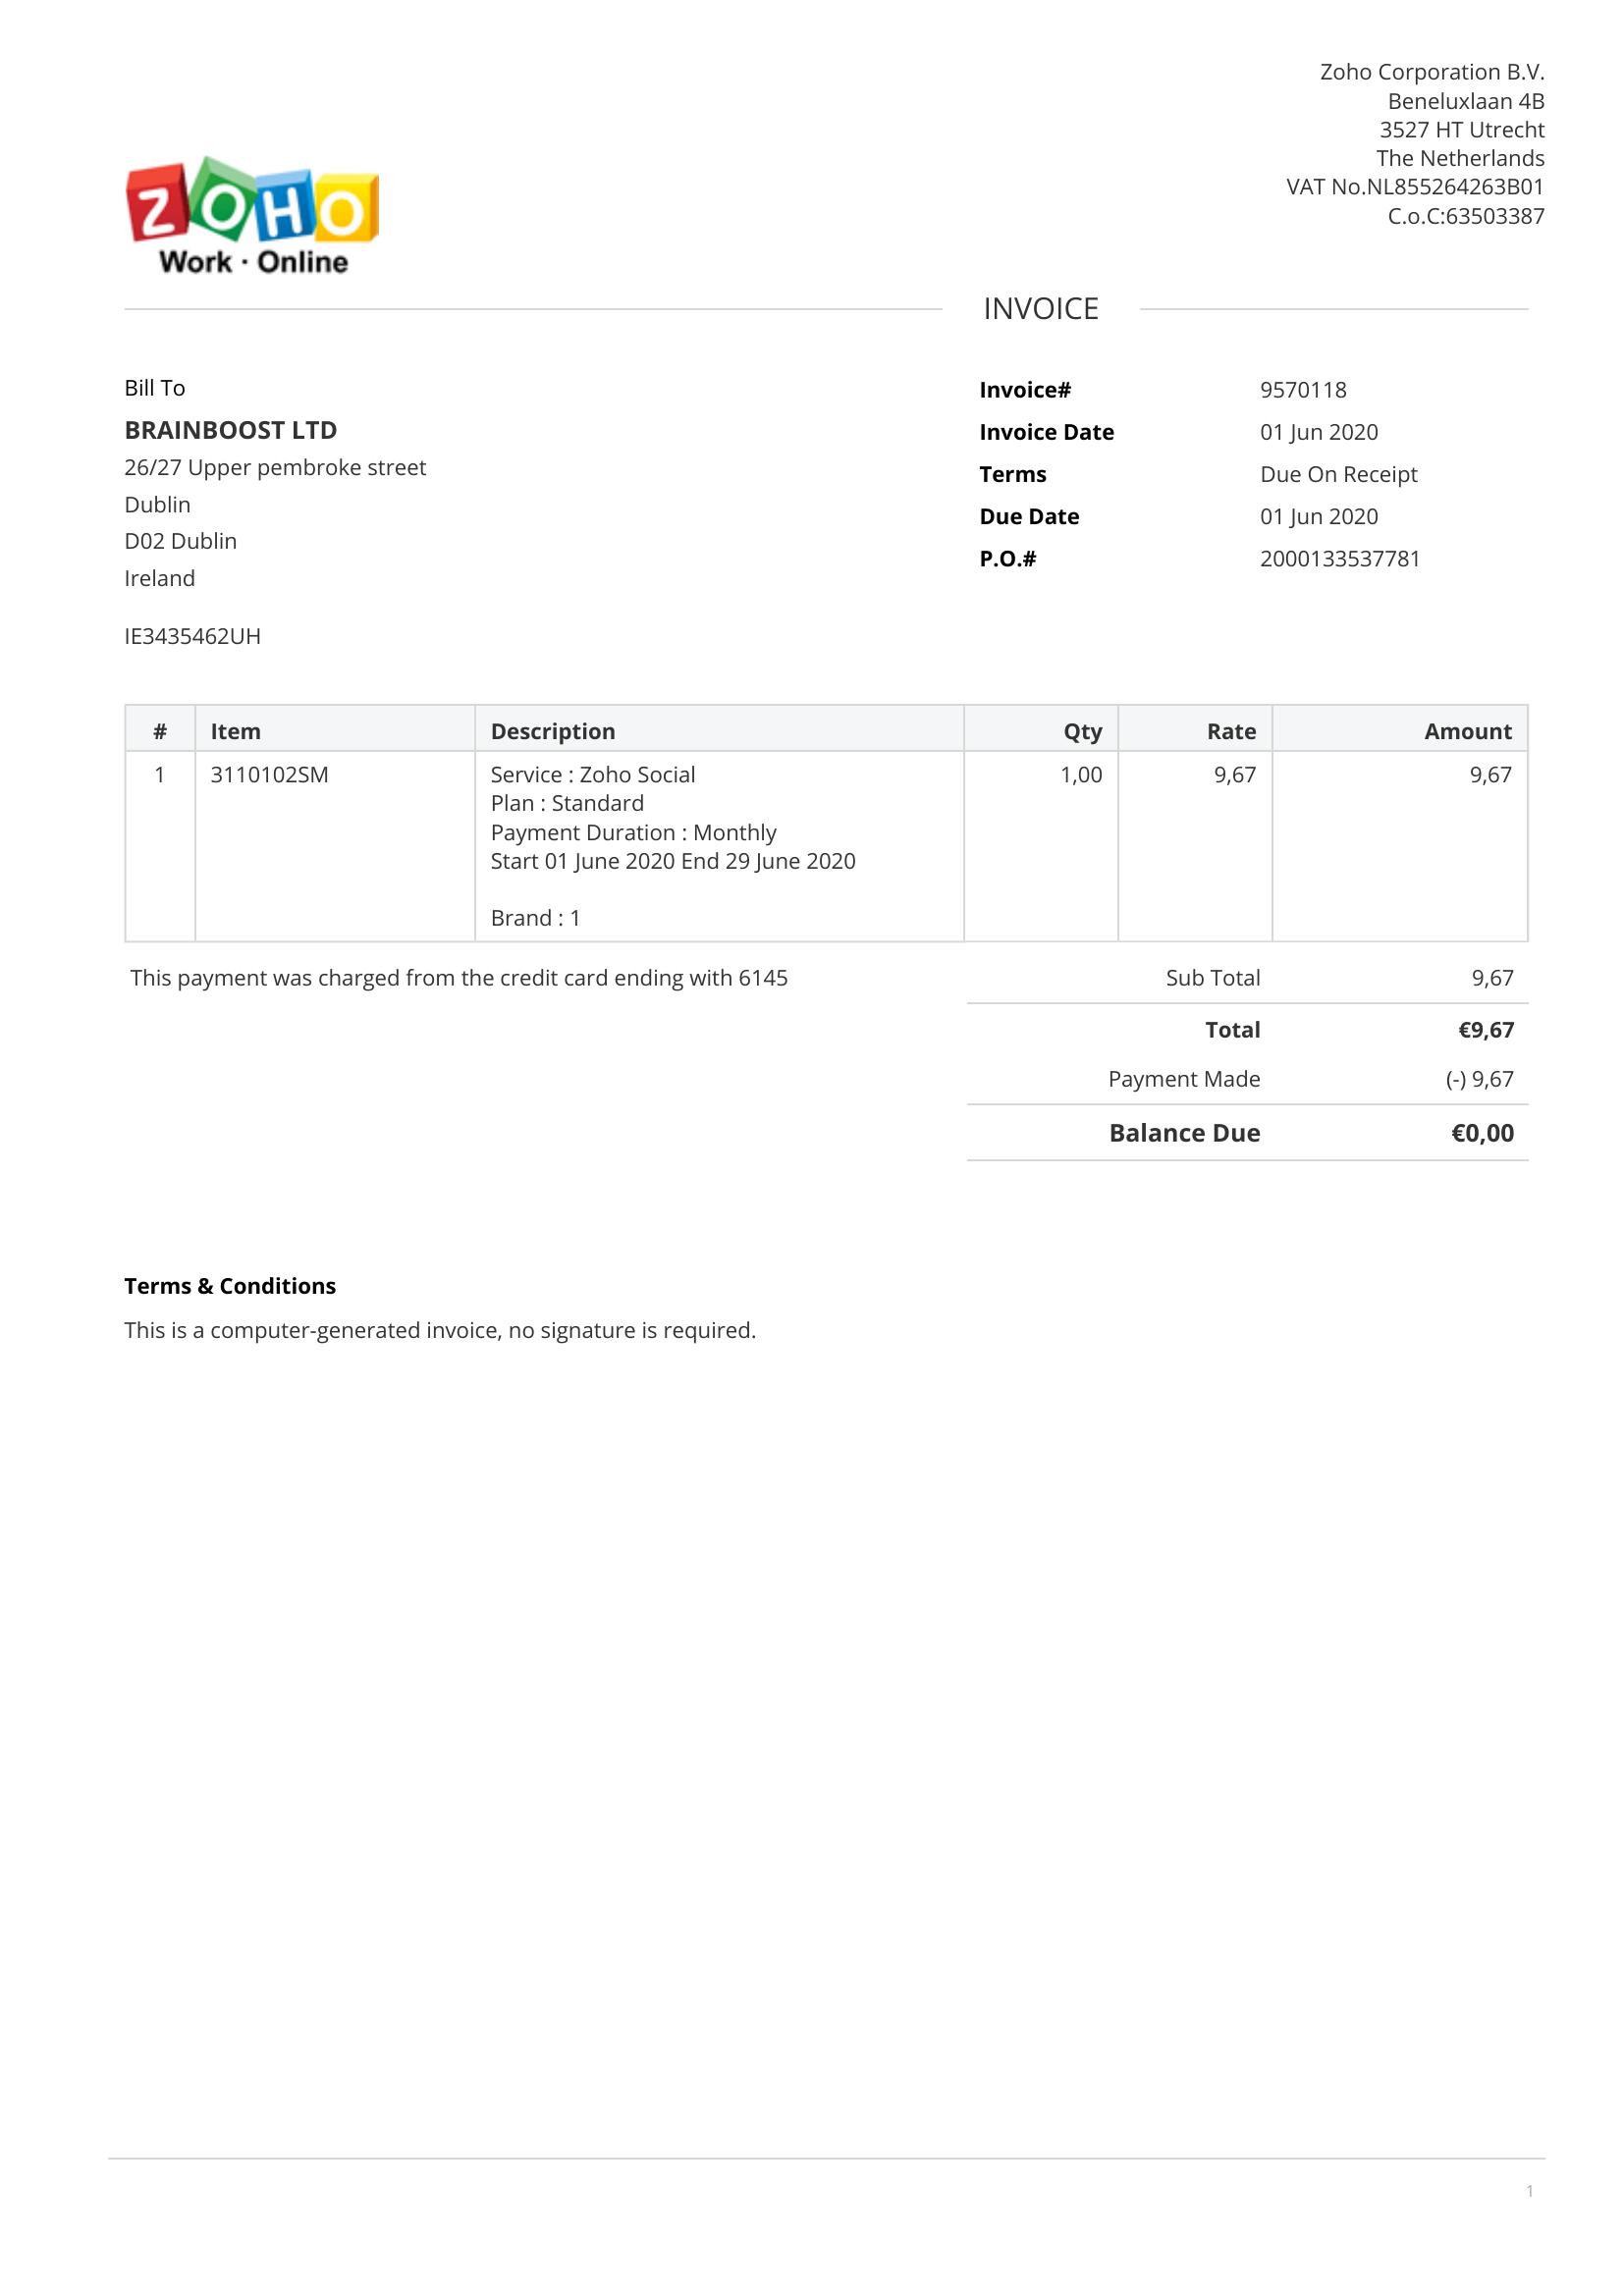 Zoho Corporation B.V.
Beneluxlaan 4B
3527 HT Utrecht
The Netherlands
VAT No.NL855264263B01
C.o.C:63503387
ZOHO
Work · Online
INVOICE
Bill To
BRAINBOOST LTD
26/27 Upper pembroke street
Dublin
D02 Dublin
Ireland
IE3435462UH
Invoice# 9570118
Invoice Date 01 Jun 2020
Terms Due On Receipt
Due Date 01 Jun 2020
P.O.# 2000133537781
# Item Description Qty Rate Amount
1 3110102SM Service : Zoho Social 1,00 9,67 9,67
Plan : Standard
Payment Duration : Monthly
Start 01 June 2020 End 29 June 2020
Brand : 1
This payment was charged from the credit card ending with 6145
Sub Total 9,67
Total €9,67
Payment Made (-) 9,67
Balance Due €0,00
Terms & Conditions
This is a computer-generated invoice, no signature is required.
1